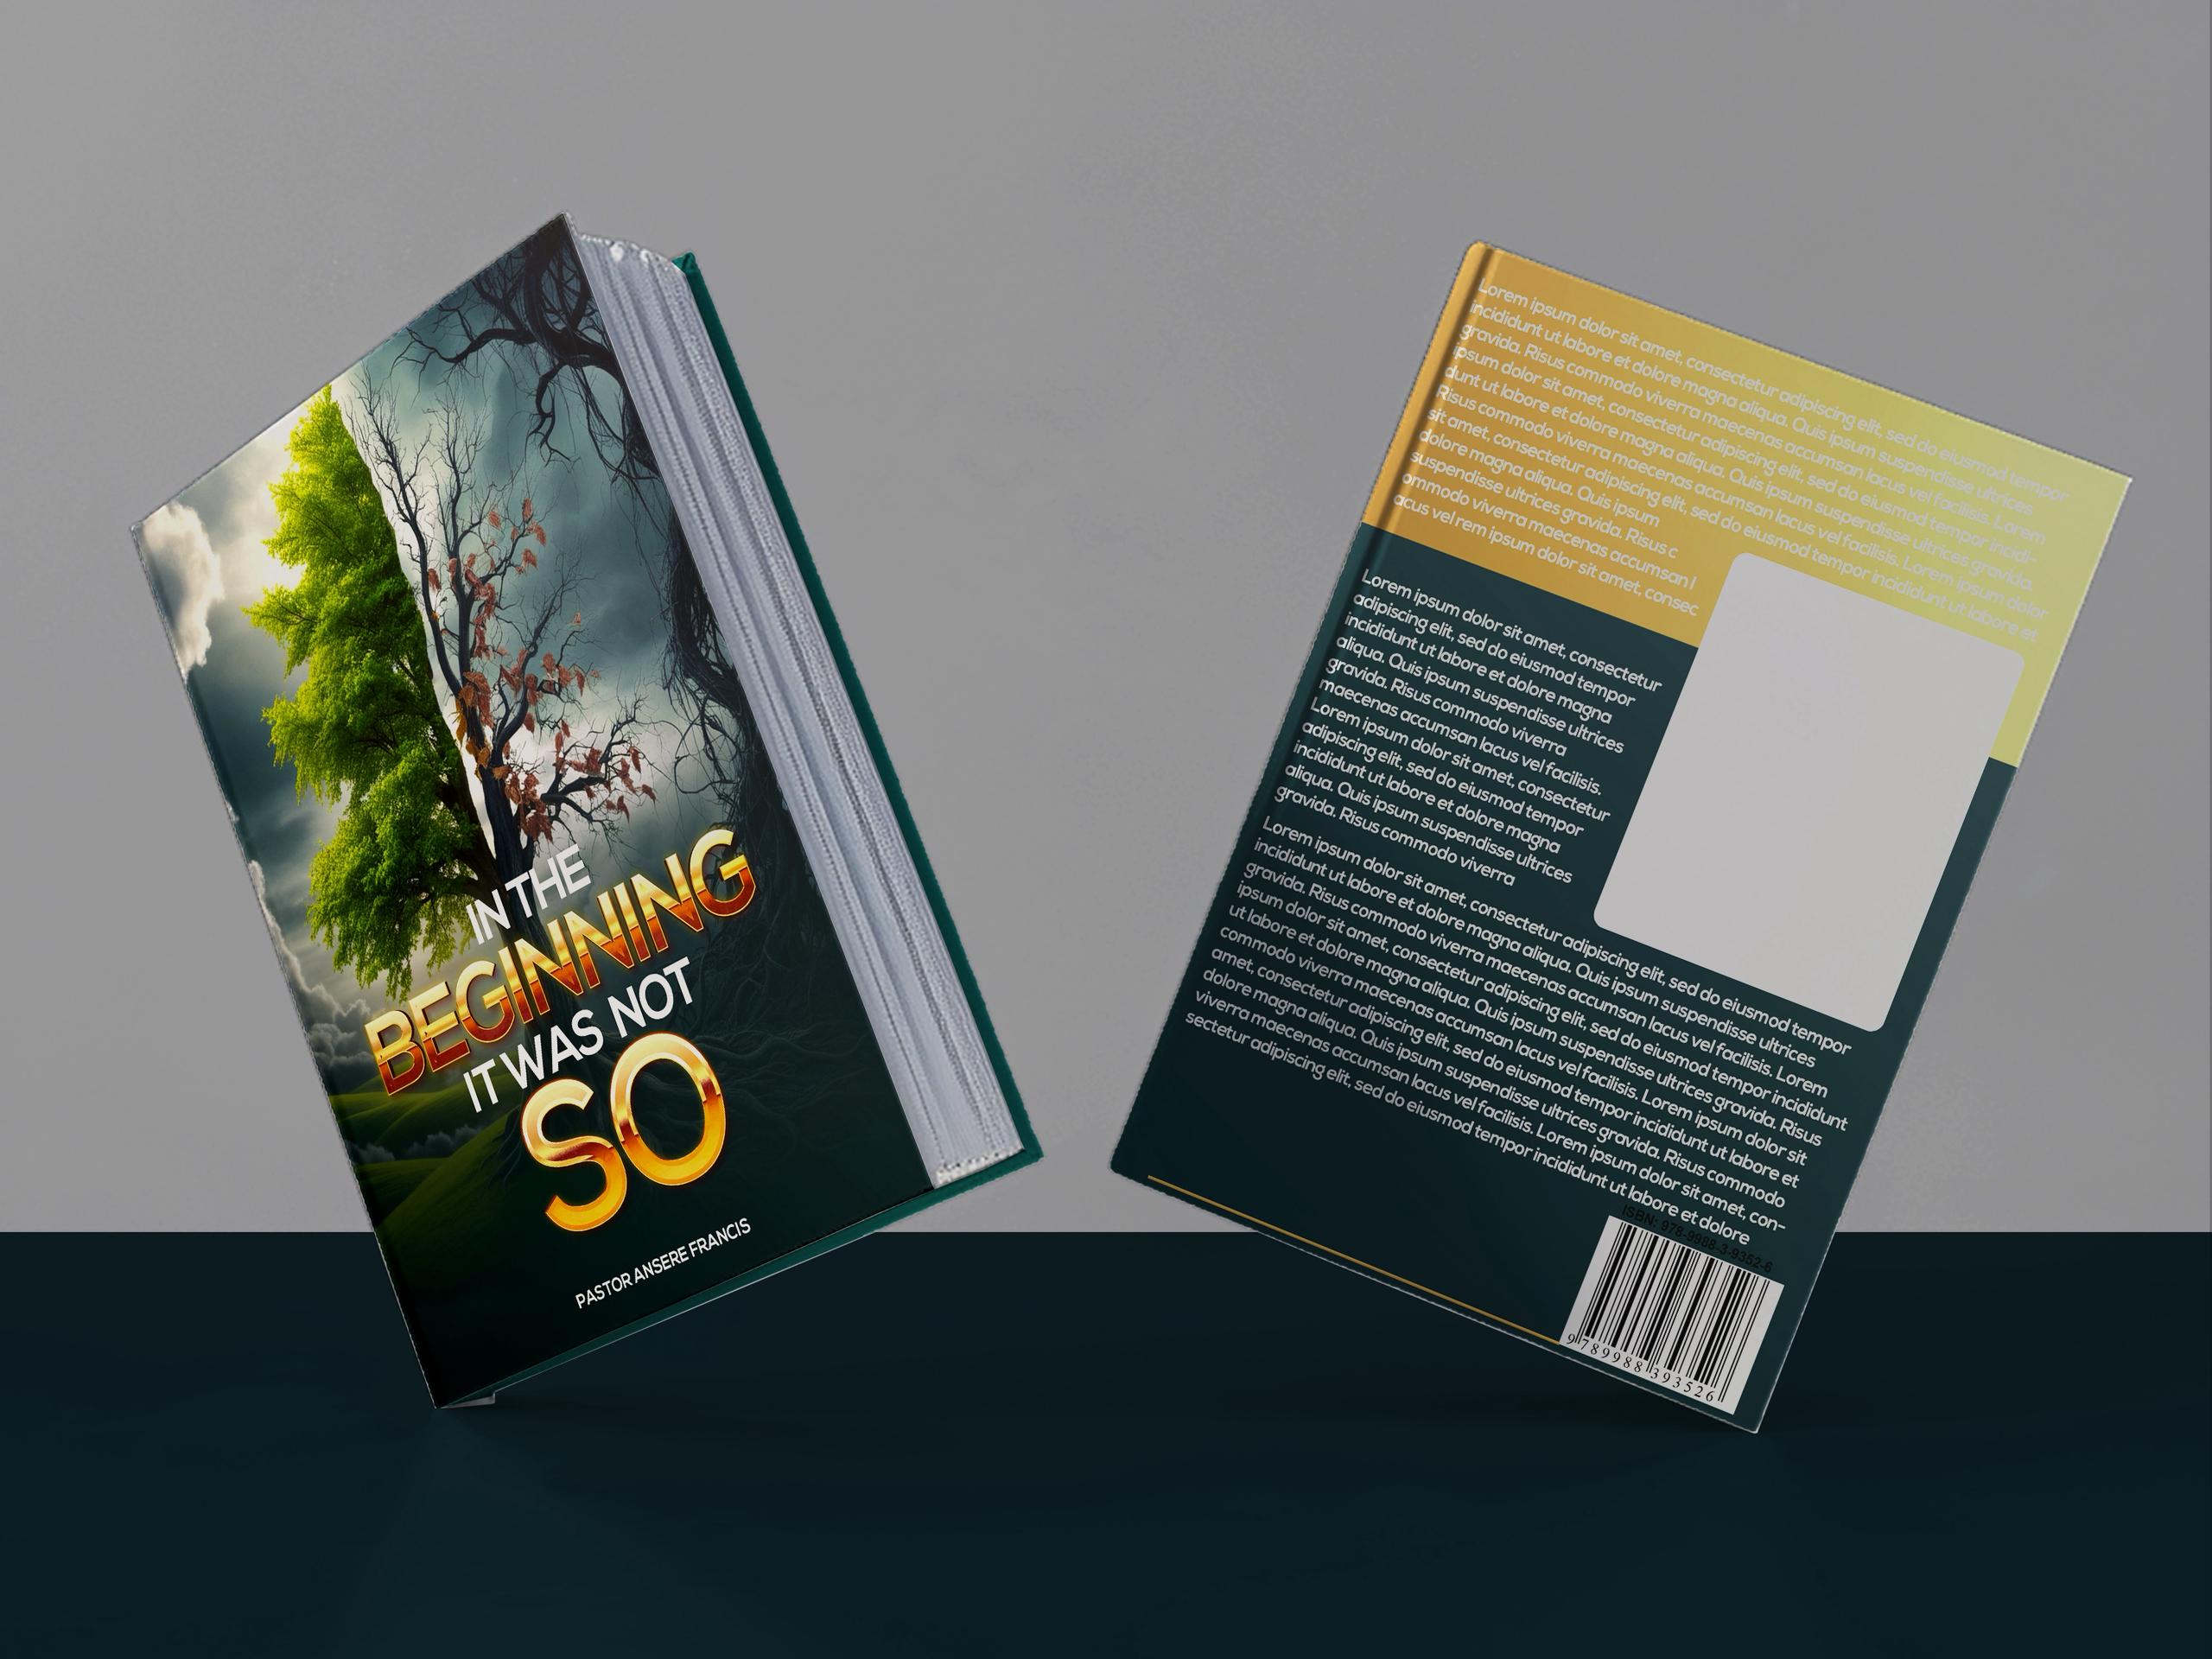 IN THE
BEGINNING
IT WAS NOT
SO
PASTOR ANSERE FRANCIS
Lorem ipsum dolor sit amet, consectetur adipiscing elit, sed do eiusmod tempor
incididunt ut labore et dolore magna aliqua. Quis ipsum suspendisse ultrices
gravida. Risus commodo viverra maecenas accumsan lacus vel facilisis. Lorem
ipsum dolor sit amet, consectetur adipiscing elit, sed do eiusmod tempor incidi-
dunt ut labore et dolore magna aliqua. Quis ipsum suspendisse ultrices gravida.
Risus commodo viverra maecenas accumsan lacus vel facilisis. Lorem ipsum dolor
sit amet, consectetur adipiscing elit, sed do eiusmod tempor incididunt ut labore et
dolore magna aliqua. Quis ipsum
suspendisse ultrices gravida. Risus c
ommodo viverra maecenas accumsan l
acus vel rem ipsum dolor sit amet, consec
Lorem ipsum dolor sit amet, consectetur
adipiscing elit, sed do eiusmod tempor
incididunt ut labore et dolore magna
aliqua. Quis ipsum suspendisse ultrices
gravida. Risus commodo viverra
maecenas accumsan lacus vel facilisis.
Lorem ipsum dolor sit amet, consectetur
adipiscing elit, sed do eiusmod tempor
incididunt ut labore et dolore magna
aliqua. Quis ipsum suspendisse ultrices
gravida. Risus commodo viverra
Lorem ipsum dolor sit amet, consectetur adipiscing elit, sed do eiusmod tempor
incididunt ut labore et dolore magna aliqua. Quis ipsum suspendisse ultrices
gravida. Risus commodo viverra maecenas accumsan lacus vel facilisis. Lorem
ipsum dolor sit amet, consectetur adipiscing elit, sed do eiusmod tempor incididunt
ut labore et dolore magna aliqua. Quis ipsum suspendisse ultrices gravida. Risus
commodo viverra maecenas accumsan lacus vel facilisis. Lorem ipsum dolor sit
amet, consectetur adipiscing elit, sed do eiusmod tempor incididunt ut labore et
dolore magna aliqua. Quis ipsum suspendisse ultrices gravida. Risus commodo
viverra maecenas accumsan lacus vel facilisis. Lorem ipsum dolor sit amet, con-
sectetur adipiscing elit, sed do eiusmod tempor incididunt ut labore et dolore
ISBN: 978-9988-3-9352-6
9 789988 393526